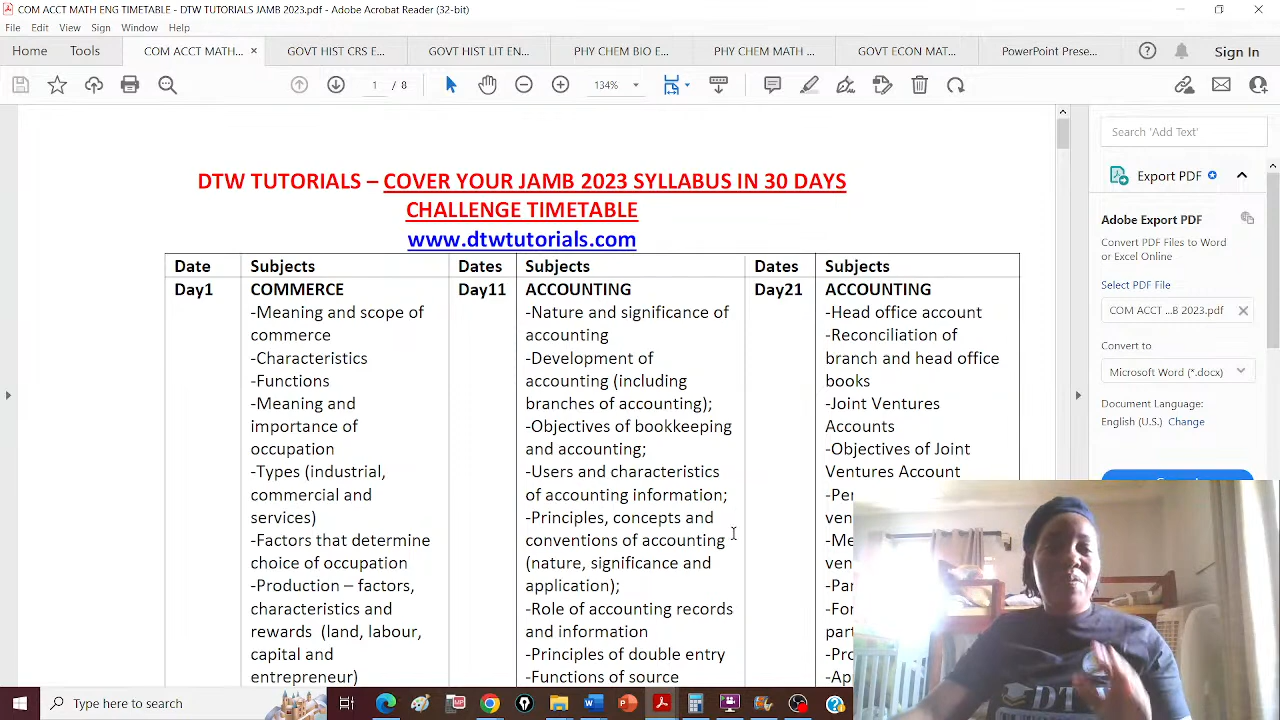 COM ACCT MATH ENG TIMETABLE - DTW TUTORIALS JAMB 2023.pdf - Adobe Acrobat Reader (32-bit)
File Edit View Sign Window Help
Home Tools COM ACCT MATH... × GOVT HIST CRS E... GOVT HIST LIT EN... PHY CHEM BIO E... PHY CHEM MATH ... GOVT ECON MAT... PowerPoint Prese... Sign In
1 / 8 134%
DTW TUTORIALS – COVER YOUR JAMB 2023 SYLLABUS IN 30 DAYS
CHALLENGE TIMETABLE
www.dtwtutorials.com
Date Subjects Dates Subjects Dates Subjects
Day1
COMMERCE
-Meaning and scope of
commerce
-Characteristics
-Functions
-Meaning and
importance of
occupation
-Types (industrial,
commercial and
services)
-Factors that determine
choice of occupation
-Production – factors,
characteristics and
rewards (land, labour,
capital and
entrepreneur)
Day11
ACCOUNTING
-Nature and significance of
accounting
-Development of
accounting (including
branches of accounting);
-Objectives of bookkeeping
and accounting;
-Users and characteristics
of accounting information;
-Principles, concepts and
conventions of accounting
(nature, significance and
application);
-Role of accounting records
and information
-Principles of double entry
-Functions of source
Day21
ACCOUNTING
-Head office account
-Reconciliation of
branch and head office
books
-Joint Ventures
Accounts
-Objectives of Joint
Ventures Account
Search 'Add Text'
Export PDF
Adobe Export PDF
Convert PDF Files to Word
or Excel Online
Select PDF File
COM ACCT ...B 2023.pdf
Convert to
Microsoft Word (*.docx)
Document Language:
English (U.S.) Change
DT
Type here to search